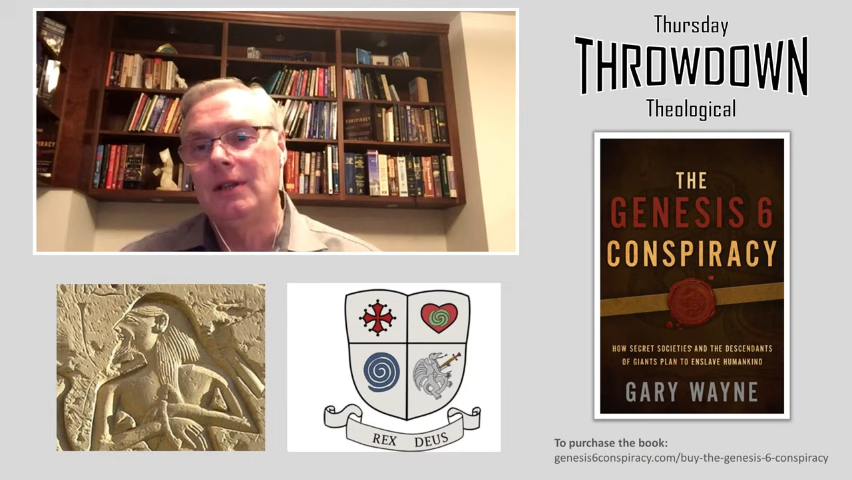 Thursday
THROWDOWN
Theological
THE
GENESIS 6
CONSPIRACY
HOW SECRET SOCIETIES AND THE DESCENDANTS
OF GIANTS PLAN TO ENSLAVE HUMANKIND
GARY WAYNE
To purchase the book:
genesis6conspiracy.com/buy-the-genesis-6-conspiracy
REX DEUS
CONSPIRACY